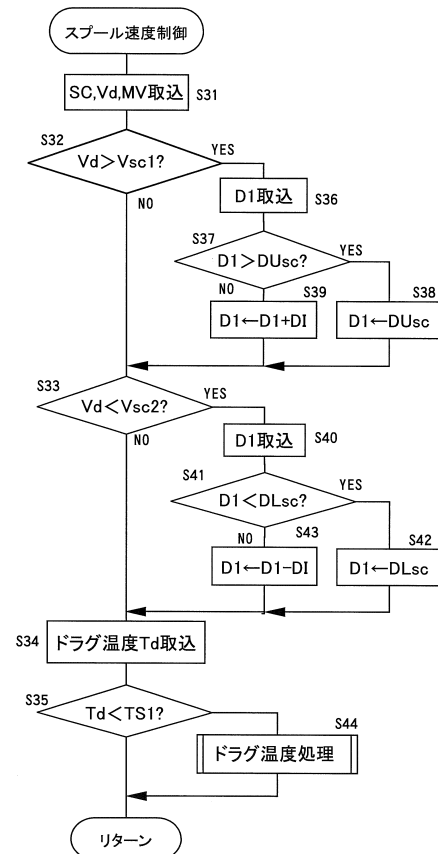 スプール速度制御
SC,Vd,MV取込 S31
S32
Vd>Vsc1?
YES
NO
D1取込 S36
S37
D1>DUsc?
YES
NO
S39
D1←D1+DI
S38
D1←DUsc
S33
Vd<Vsc2?
YES
NO
D1取込 S40
S41
D1<DLsc?
YES
NO
S43
D1←D1−DI
S42
D1←DLsc
S34 ドラグ温度Td取込
S35
Td<TS1?
S44
ドラグ温度処理
リターン